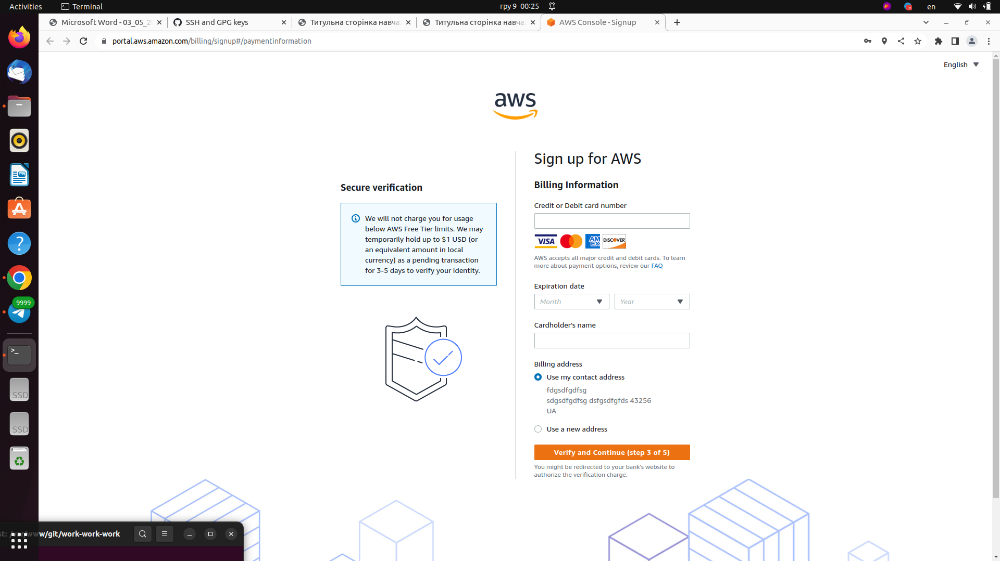 Activities
Terminal
гру 9 00:25
en
Microsoft Word - 03_05_2
SSH and GPG keys
Титульна сторінка навча
Титульна сторінка навча
AWS Console - Signup
portal.aws.amazon.com/billing/signup#/paymentinformation
English
aws
Secure verification
We will not charge you for usage
below AWS Free Tier limits. We may
temporarily hold up to $1 USD (or
an equivalent amount in local
currency) as a pending transaction
for 3-5 days to verify your identity.
Sign up for AWS
Billing Information
Credit or Debit card number
VISA
AM
EX
DISCOVER
AWS accepts all major credit and debit cards. To learn
more about payment options, review our FAQ
Expiration date
Month
Year
Cardholder's name
Billing address
Use my contact address
fdgsdfgdfsg
sdgsdfgdfsg dsfgsdfgfds 43256
UA
Use a new address
Verify and Continue (step 3 of 5)
You might be redirected to your bank's website to
authorize the verification charge.
9999
SSD
SSD
st: /var/www/git/work-work-work